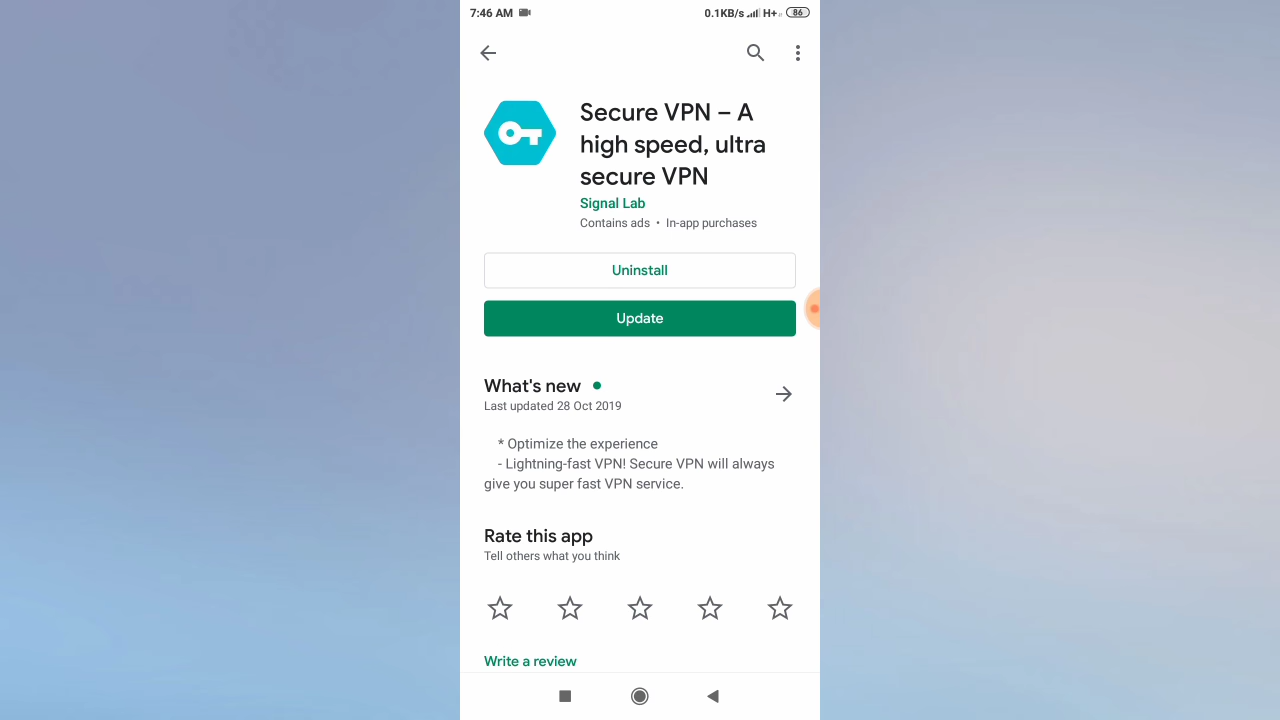 7:46 AM 0.1KB/s H+ 86
Secure VPN – A
high speed, ultra
secure VPN
Signal Lab
Contains ads • In-app purchases
Uninstall
Update
What's new
Last updated 28 Oct 2019
* Optimize the experience
- Lightning-fast VPN! Secure VPN will always
give you super fast VPN service.
Rate this app
Tell others what you think
Write a review